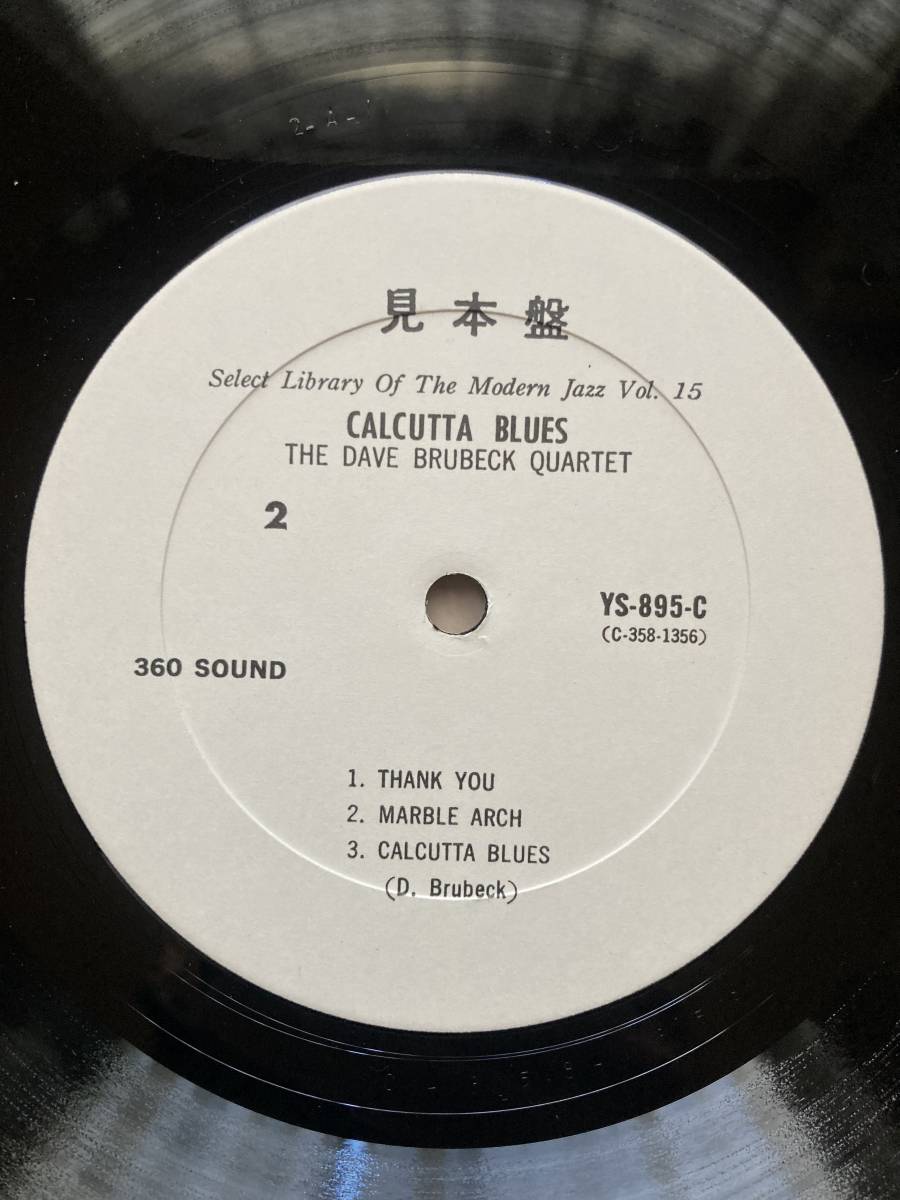 2-A-
見本盤
Select Library Of The Modern Jazz Vol. 15
CALCUTTA BLUES
THE DAVE BRUBECK QUARTET
2
YS-895-C
(C-358-1356)
360 SOUND
1. THANK YOU
2. MARBLE ARCH
3. CALCUTTA BLUES
(D. Brubeck)